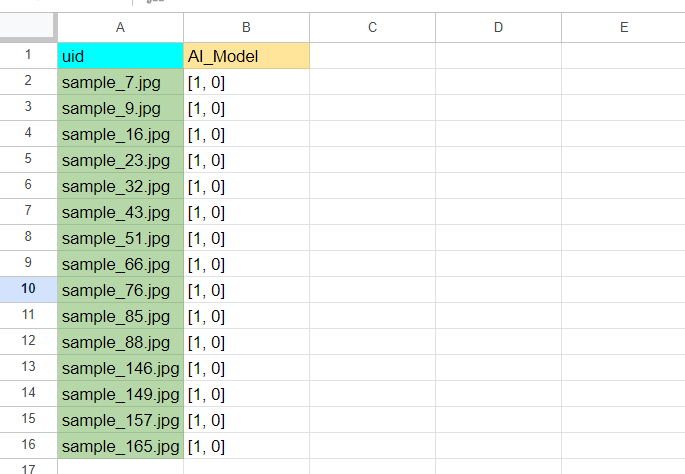 A B C D E
1 uid AI_Model
2 sample_7.jpg [1, 0]
3 sample_9.jpg [1, 0]
4 sample_16.jpg [1, 0]
5 sample_23.jpg [1, 0]
6 sample_32.jpg [1, 0]
7 sample_43.jpg [1, 0]
8 sample_51.jpg [1, 0]
9 sample_66.jpg [1, 0]
10 sample_76.jpg [1, 0]
11 sample_85.jpg [1, 0]
12 sample_88.jpg [1, 0]
13 sample_146.jpg [1, 0]
14 sample_149.jpg [1, 0]
15 sample_157.jpg [1, 0]
16 sample_165.jpg [1, 0]
17